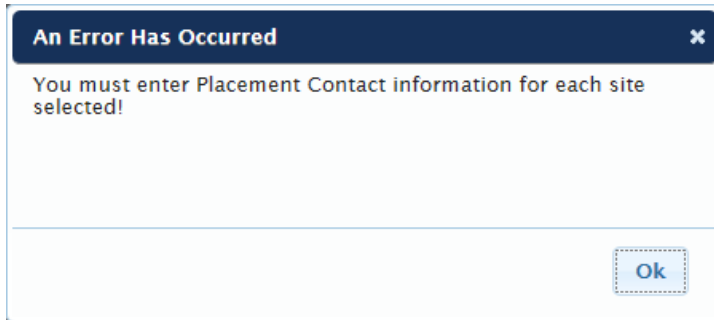 An Error Has Occurred
You must enter Placement Contact information for each site
selected!
Ok